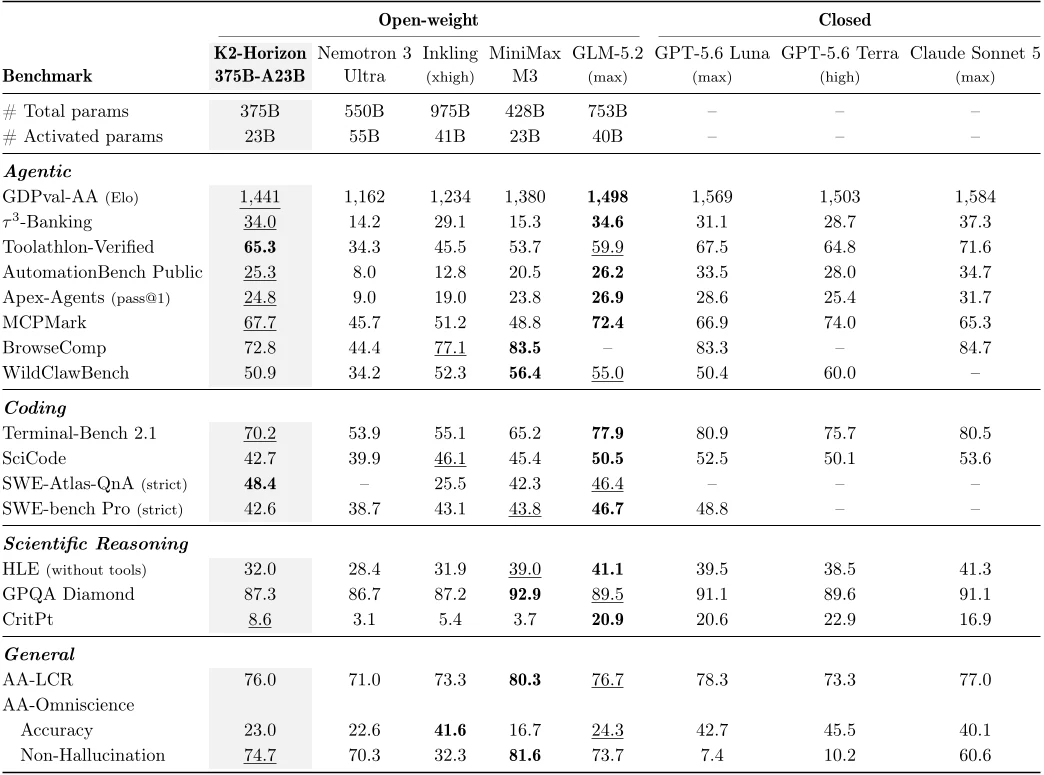 Open-weight Closed
K2-Horizon Nemotron 3 Inkling MiniMax GLM-5.2 GPT-5.6 Luna GPT-5.6 Terra Claude Sonnet 5
Benchmark 375B-A23B Ultra (xhigh) M3 (max) (max) (high) (max)
# Total params 375B 550B 975B 428B 753B – – –
# Activated params 23B 55B 41B 23B 40B – – –
Agentic
GDPval-AA (Elo) 1,441 1,162 1,234 1,380 1,498 1,569 1,503 1,584
τ³-Banking 34.0 14.2 29.1 15.3 34.6 31.1 28.7 37.3
Toolathlon-Verified 65.3 34.3 45.5 53.7 59.9 67.5 64.8 71.6
AutomationBench Public 25.3 8.0 12.8 20.5 26.2 33.5 28.0 34.7
Apex-Agents (pass@1) 24.8 9.0 19.0 23.8 26.9 28.6 25.4 31.7
MCPMark 67.7 45.7 51.2 48.8 72.4 66.9 74.0 65.3
BrowseComp 72.8 44.4 77.1 83.5 – 83.3 – 84.7
WildClawBench 50.9 34.2 52.3 56.4 55.0 50.4 60.0 –
Coding
Terminal-Bench 2.1 70.2 53.9 55.1 65.2 77.9 80.9 75.7 80.5
SciCode 42.7 39.9 46.1 45.4 50.5 52.5 50.1 53.6
SWE-Atlas-QnA (strict) 48.4 – 25.5 42.3 46.4 – – –
SWE-bench Pro (strict) 42.6 38.7 43.1 43.8 46.7 48.8 – –
Scientific Reasoning
HLE (without tools) 32.0 28.4 31.9 39.0 41.1 39.5 38.5 41.3
GPQA Diamond 87.3 86.7 87.2 92.9 89.5 91.1 89.6 91.1
CritPt 8.6 3.1 5.4 3.7 20.9 20.6 22.9 16.9
General
AA-LCR 76.0 71.0 73.3 80.3 76.7 78.3 73.3 77.0
AA-Omniscience
Accuracy 23.0 22.6 41.6 16.7 24.3 42.7 45.5 40.1
Non-Hallucination 74.7 70.3 32.3 81.6 73.7 7.4 10.2 60.6